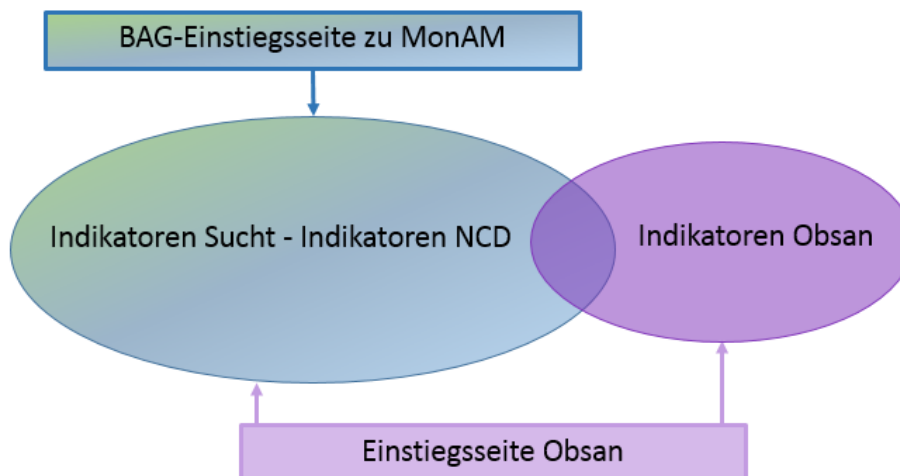 BAG-Einstiegsseite zu MonAM
Indikatoren Sucht - Indikatoren NCD
Indikatoren Obsan
Einstiegsseite Obsan